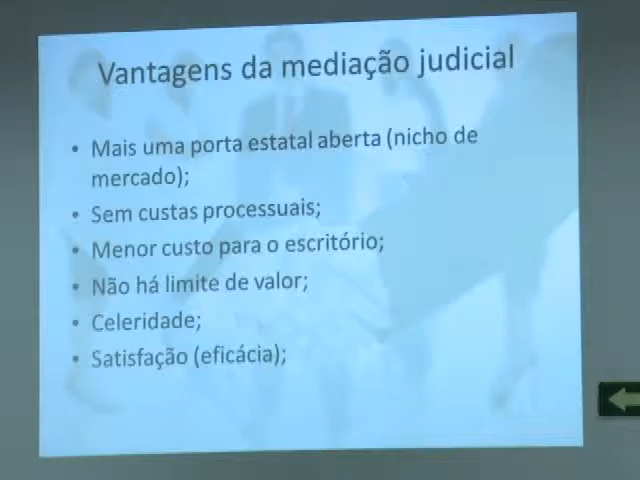 Vantagens da mediação judicial
• Mais uma porta estatal aberta (nicho de
mercado);
• Sem custas processuais;
• Menor custo para o escritório;
• Não há limite de valor;
• Celeridade;
• Satisfação (eficácia);